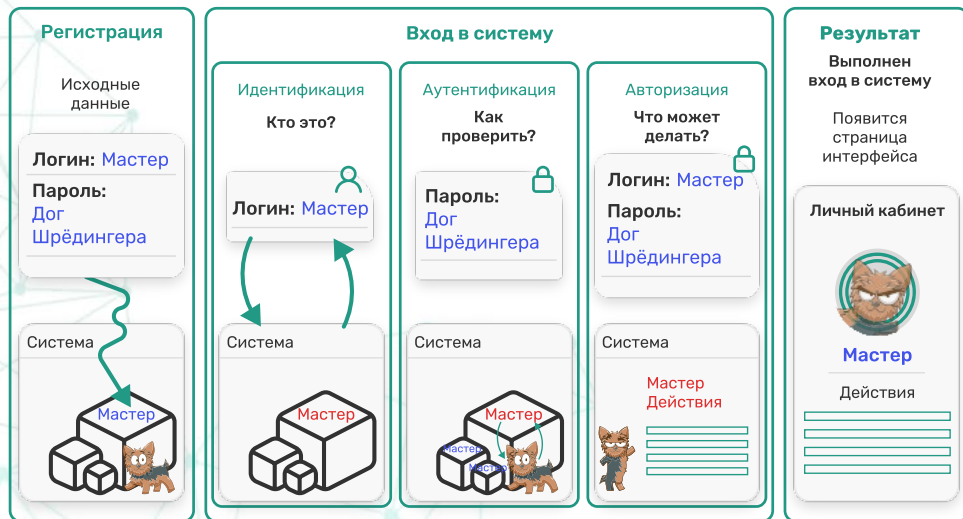 Регистрация
Исходные
данные
Логин: Мастер
Пароль:
Дог
Шрёдингера
Система
Мастер
Вход в систему
Идентификация
Кто это?
Логин: Мастер
Система
Мастер
Аутентификация
Как
проверить?
Пароль:
Дог
Шрёдингера
Система
Мастер
Мастер
Мастер
Авторизация
Что может
делать?
Логин: Мастер
Пароль:
Дог
Шрёдингера
Система
Мастер
Действия
Результат
Выполнен
вход в систему
Появится
страница
интерфейса
Личный кабинет
Мастер
Действия